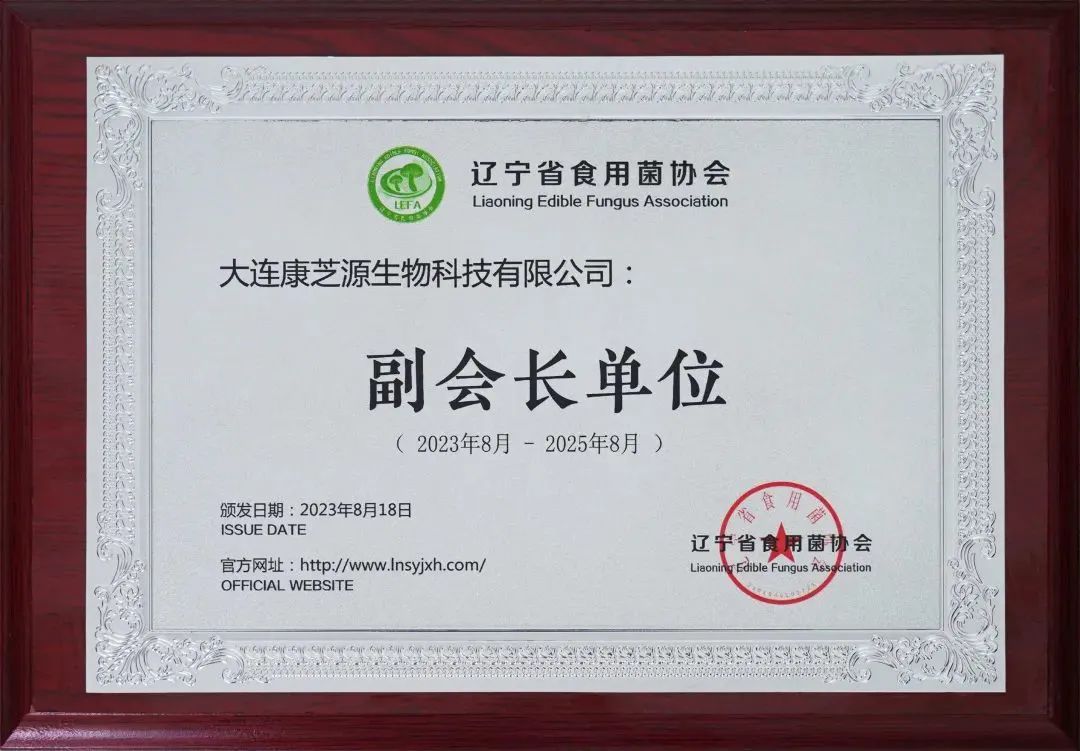 LEFA
辽宁省食用菌协会
Liaoning Edible Fungus Association
大连康芝源生物科技有限公司：
副会长单位
（ 2023年8月 - 2025年8月 ）
颁发日期：2023年8月18日
ISSUE DATE
官方网址：http://www.lnsyjxh.com/
OFFICIAL WEBSITE
辽宁省食用菌协会
Liaoning Edible Fungus Association